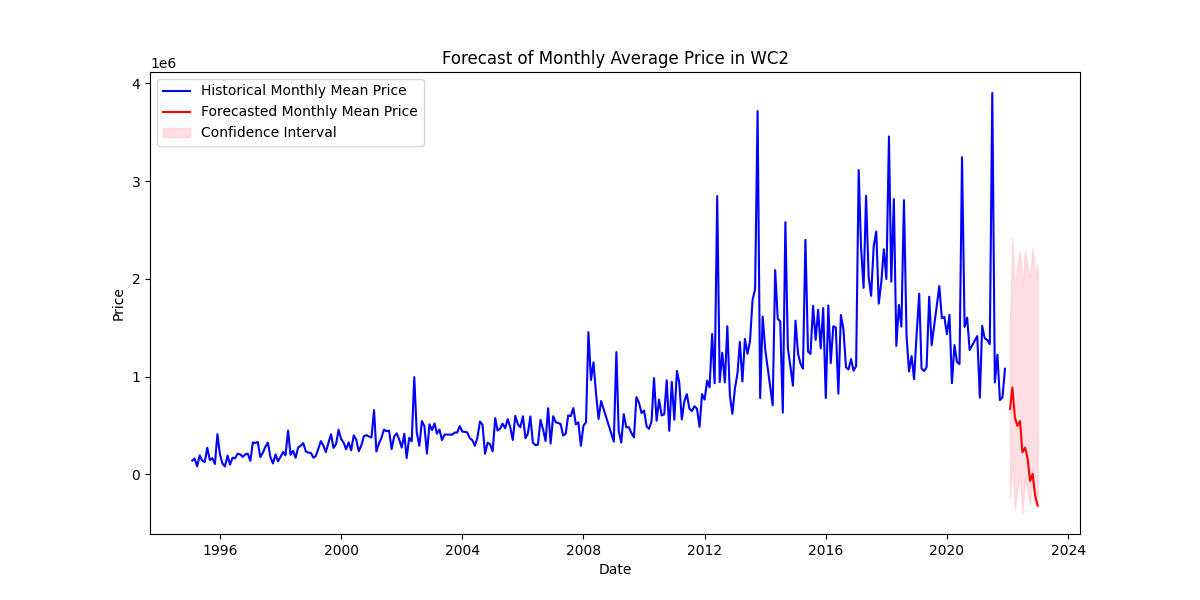 Forecast of Monthly Average Price in WC2
1e6
Historical Monthly Mean Price
Forecasted Monthly Mean Price
Confidence Interval
4
3
2
1
0
Price
1996 2000 2004 2008 2012 2016 2020 2024
Date